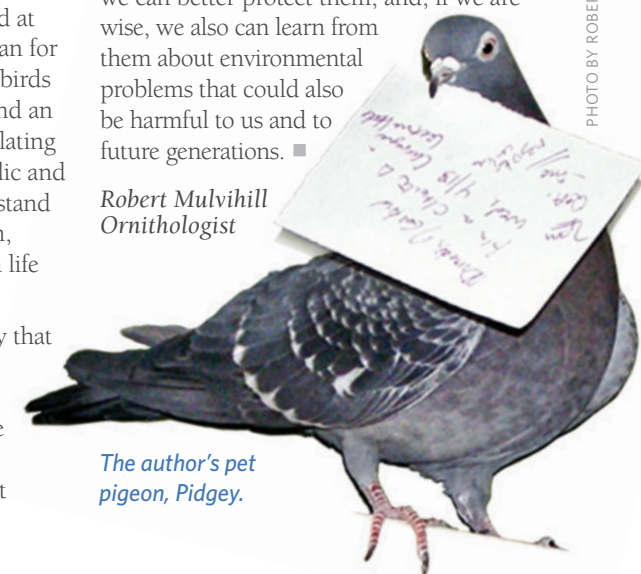 d at
an for
birds
nd an
lating
lic and
stand
n,
life
y that
e
t
we can better protect them, and, if we are
wise, we also can learn from
them about environmental
problems that could also
be harmful to us and to
future generations. ■
Robert Mulvihill
Ornithologist
The author's pet
pigeon, Pidgey.
PHOTO BY ROBER